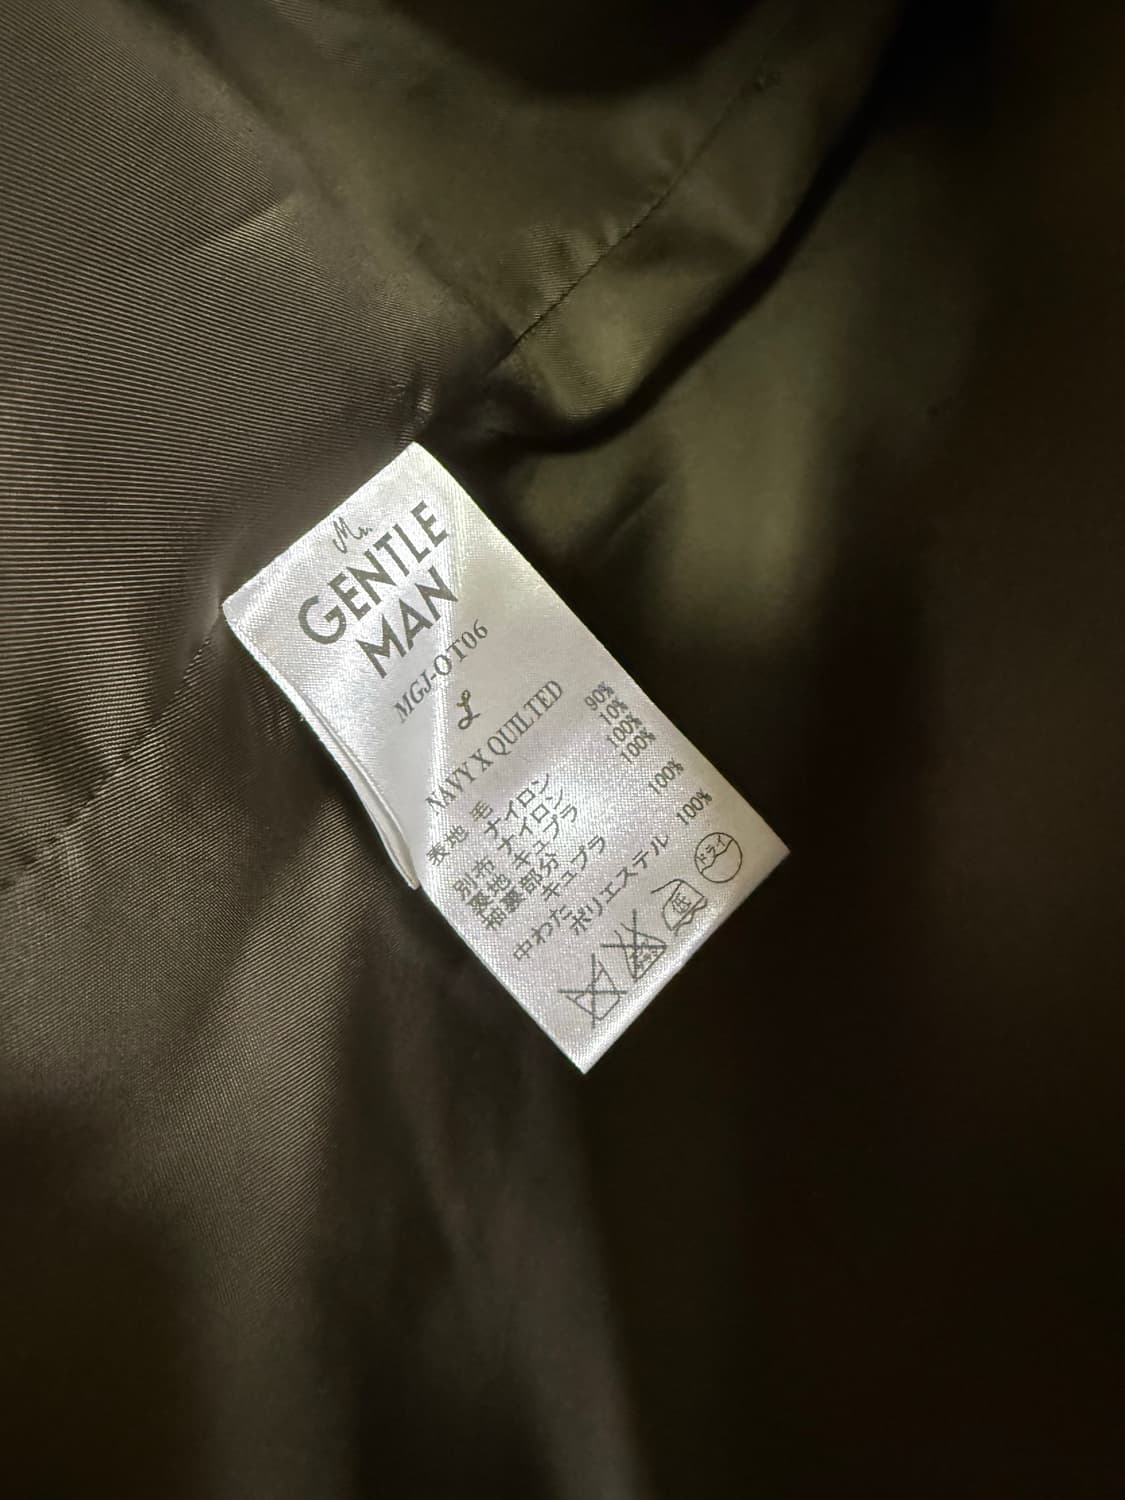 Mr.
GENTLE
MAN
MGJ-OT06
L
NAVY X QUILTED
表地 毛 90%
ナイロン 10%
別布 ナイロン 100%
裏地 キュプラ 100%
袖裏部分
キュプラ 100%
中わた
ポリエステル 100%
低 ドライ